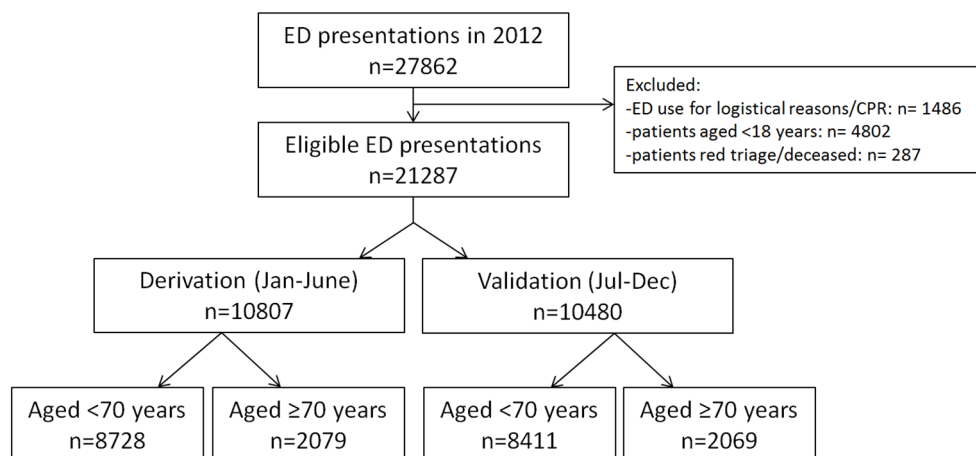 ED presentations in 2012
n=27862
Excluded:
-ED use for logistical reasons/CPR: n= 1486
-patients aged <18 years: n= 4802
-patients red triage/deceased: n= 287
Eligible ED presentations
n=21287
Derivation (Jan-June)
n=10807
Validation (Jul-Dec)
n=10480
Aged <70 years
n=8728
Aged ≥70 years
n=2079
Aged <70 years
n=8411
Aged ≥70 years
n=2069